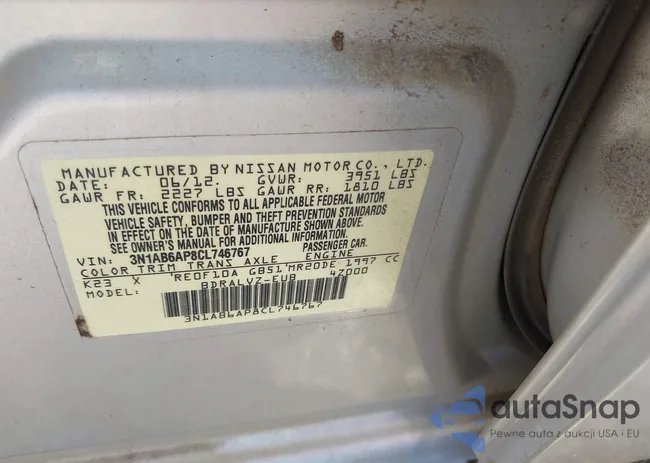 MANUFACTURED BY NISSAN MOTOR CO., LTD.
DATE: 06/12 GVWR: 3951 LBS
GAWR FR: 2227 LBS GAWR RR: 1810 LBS
THIS VEHICLE CONFORMS TO ALL APPLICABLE FEDERAL MOTOR
VEHICLE SAFETY, BUMPER AND THEFT PREVENTION STANDARDS
IN EFFECT ON THE DATE OF MANUFACTURE SHOWN ABOVE.
SEE OWNER'S MANUAL FOR ADDITIONAL INFORMATION.
VIN: 3N1AB6AP8CL746767 PASSENGER CAR
COLOR TRIM TRANS AXLE ENGINE
K23 X RE0F10A GB51 MR20DE 1997 CC
MODEL: BDRALVZ-EUB 4Z000
3N1AB6AP8CL746767
autaSnap
Pewne auta z aukcji USA i EU